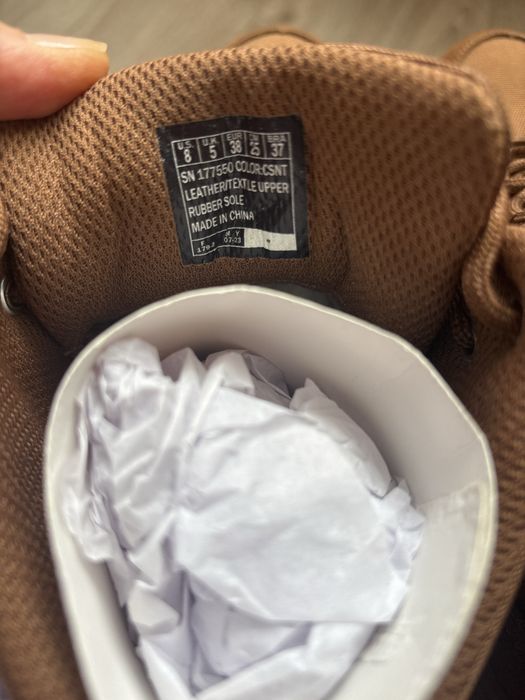 U.S. U.K EUR CM BRA
8 5 38 25 37
SN 177550 COLOR:CSNT
LEATHER/TEXTILE UPPER
RUBBER SOLE
MADE IN CHINA
F M Y
07-23